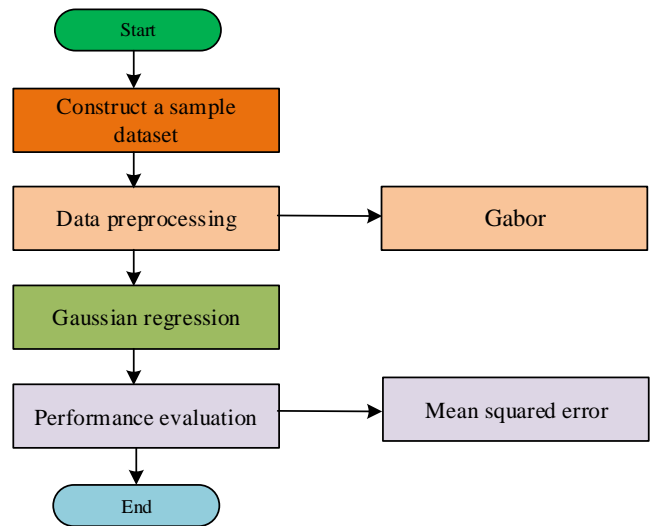 Start
Construct a sample
dataset
Data preprocessing
Gabor
Gaussian regression
Performance evaluation
Mean squared error
End